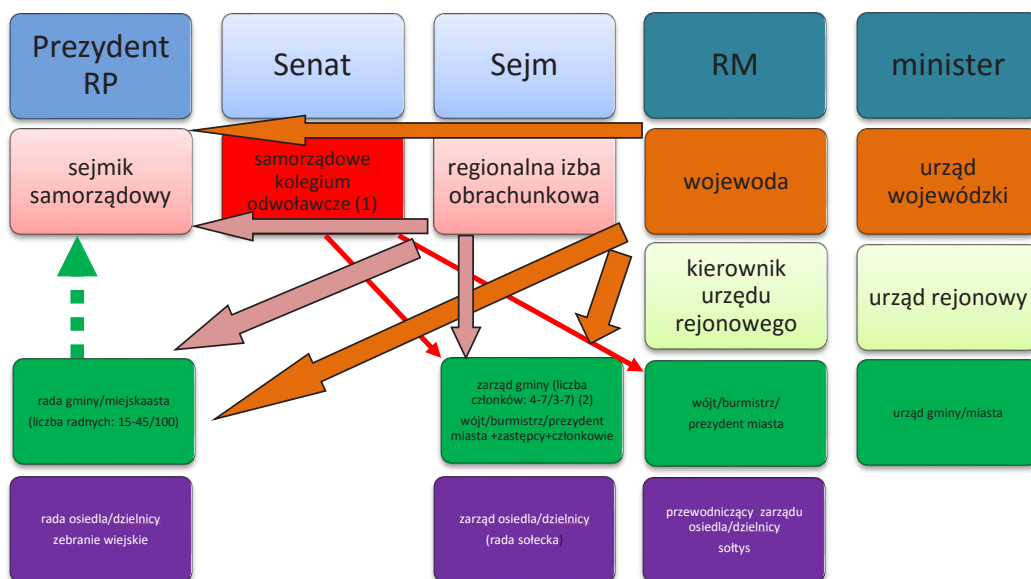 Prezydent
RP
Senat
Sejm
RM
minister
sejmik
samorządowy
samorządowe
kolegium
odwoławcze (1)
regionalna izba
obrachunkowa
wojewoda
urząd
wojewódzki
kierownik
urzędu
rejonowego
urząd rejonowy
rada gminy/miejskaasta
(liczba radnych: 15-45/100)
zarząd gminy (liczba
członków: 4-7/3-7) (2)
wójt/burmistrz/prezydent
miasta +zastępcy+członkowie
wójt/burmistrz/
prezydent miasta
urząd gminy/miasta
rada osiedla/dzielnicy
zebranie wiejskie
zarząd osiedla/dzielnicy
(rada sołecka)
przewodniczący zarządu
osiedla/dzielnicy
sołtys